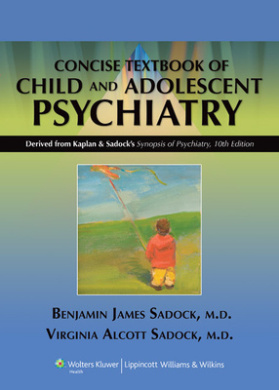 CONCISE TEXTBOOK OF
CHILD AND ADOLESCENT
PSYCHIATRY
Derived from Kaplan & Sadock's Synopsis of Psychiatry, 10th Edition
BENJAMIN JAMES SADOCK, M.D.
VIRGINIA ALCOTT SADOCK, M.D.
Wolters Kluwer | Lippincott Williams & Wilkins
Health